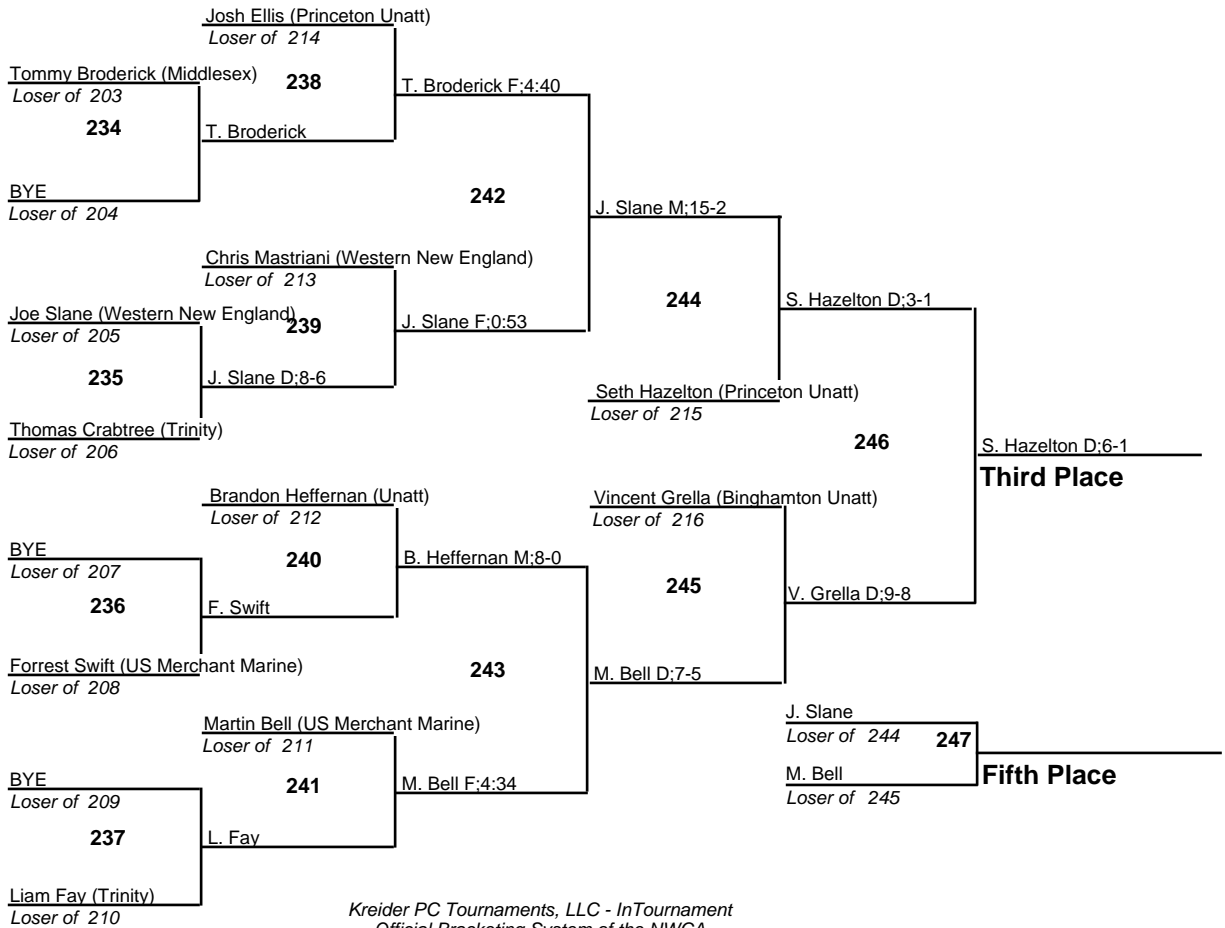 Josh Ellis (Princeton Unatt)
Loser of 214
Tommy Broderick (Middlesex)
238
T. Broderick F;4:40
Loser of 203
234
T. Broderick
BYE
242
Loser of 204
J. Slane M;15-2
Chris Mastriani (Western New England)
Loser of 213
244
S. Hazelton D;3-1
Joe Slane (Western New England)
239
J. Slane F;0:53
Loser of 205
235
J. Slane D;8-6
Seth Hazelton (Princeton Unatt)
Loser of 215
Thomas Crabtree (Trinity)
246
S. Hazelton D;6-1
Loser of 206
Third Place
Brandon Heffernan (Unatt)
Vincent Grella (Binghamton Unatt)
Loser of 212
Loser of 216
BYE
240
B. Heffernan M;8-0
Loser of 207
245
V. Grella D;9-8
236
F. Swift
Forrest Swift (US Merchant Marine)
243
M. Bell D;7-5
Loser of 208
Martin Bell (US Merchant Marine)
J. Slane
Loser of 211
Loser of 244
247
BYE
241
M. Bell F;4:34
M. Bell
Fifth Place
Loser of 209
Loser of 245
237
L. Fay
Liam Fay (Trinity)
Loser of 210
Kreider PC Tournaments, LLC - InTournament
Official Bracketing System of the NWCA